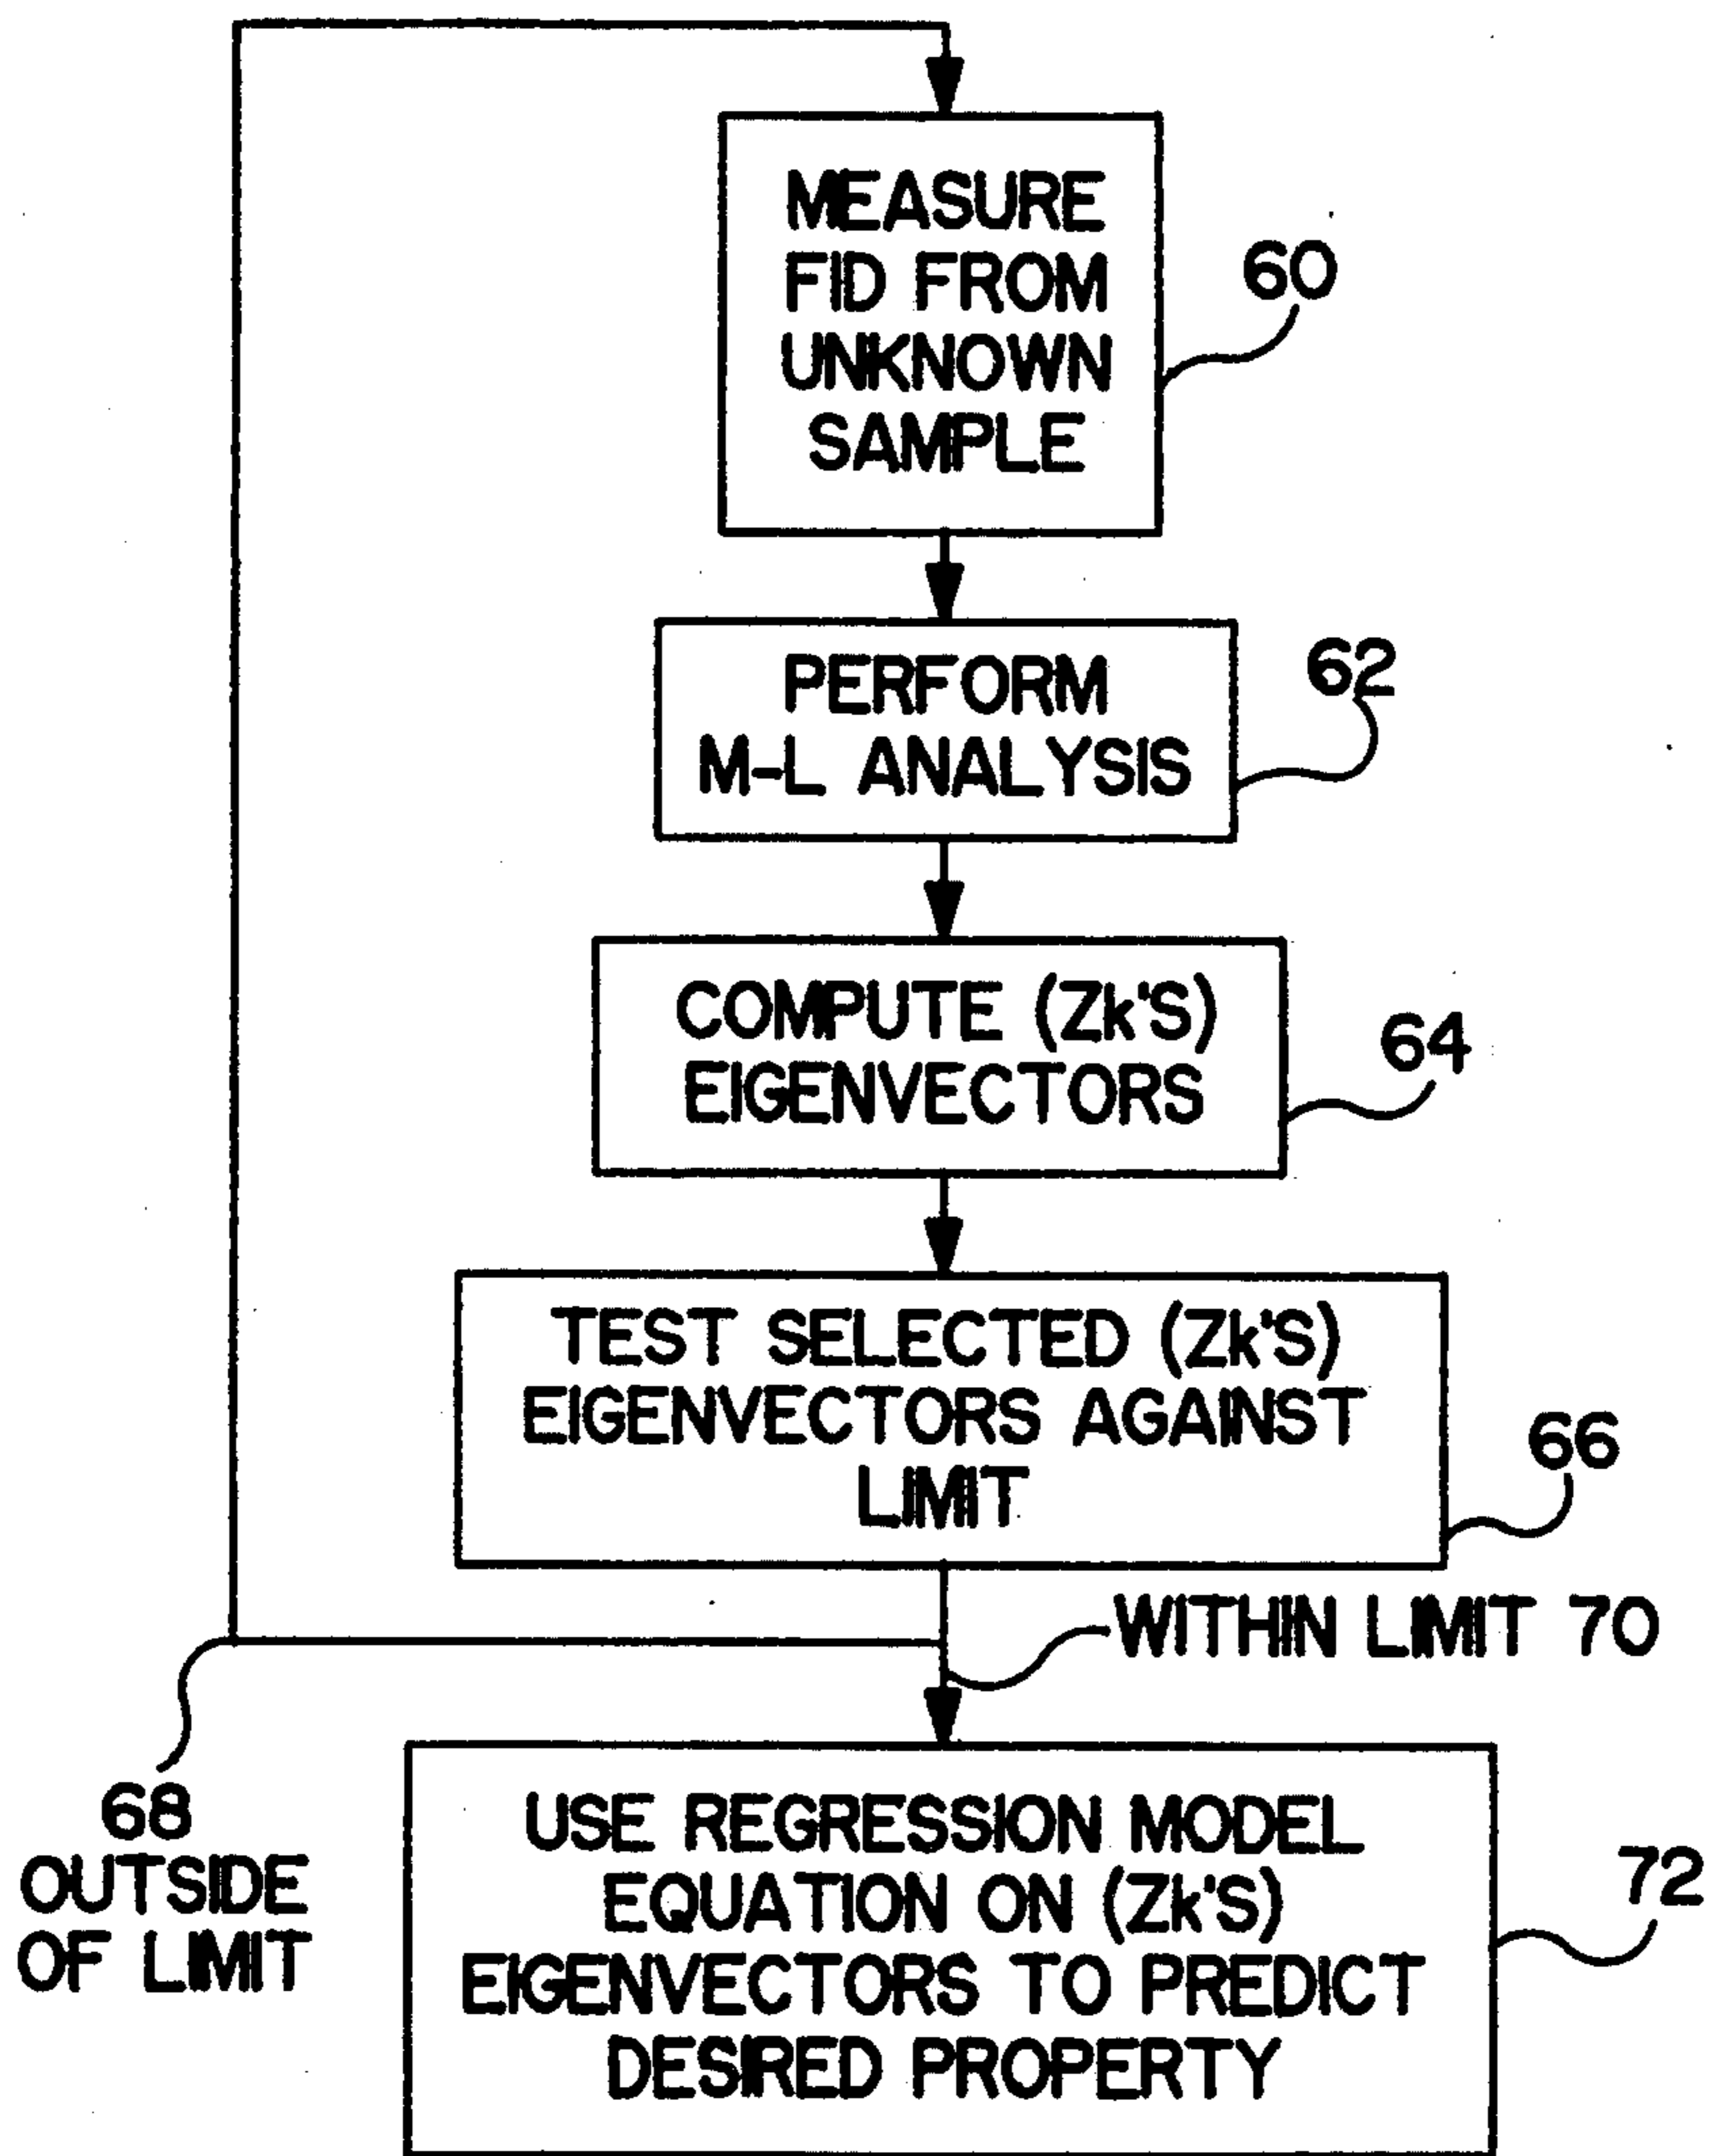 MEASURE
FID FROM
UNKNOWN
SAMPLE
60
PERFORM
M-L ANALYSIS
62
COMPUTE (Zk'S)
EIGENVECTORS
64
TEST SELECTED (Zk'S)
EIGENVECTORS AGAINST
LIMIT
66
WITHIN LIMIT 70
68
OUTSIDE
OF LIMIT
USE REGRESSION MODEL
EQUATION ON (Zk'S)
EIGENVECTORS TO PREDICT
DESIRED PROPERTY
72